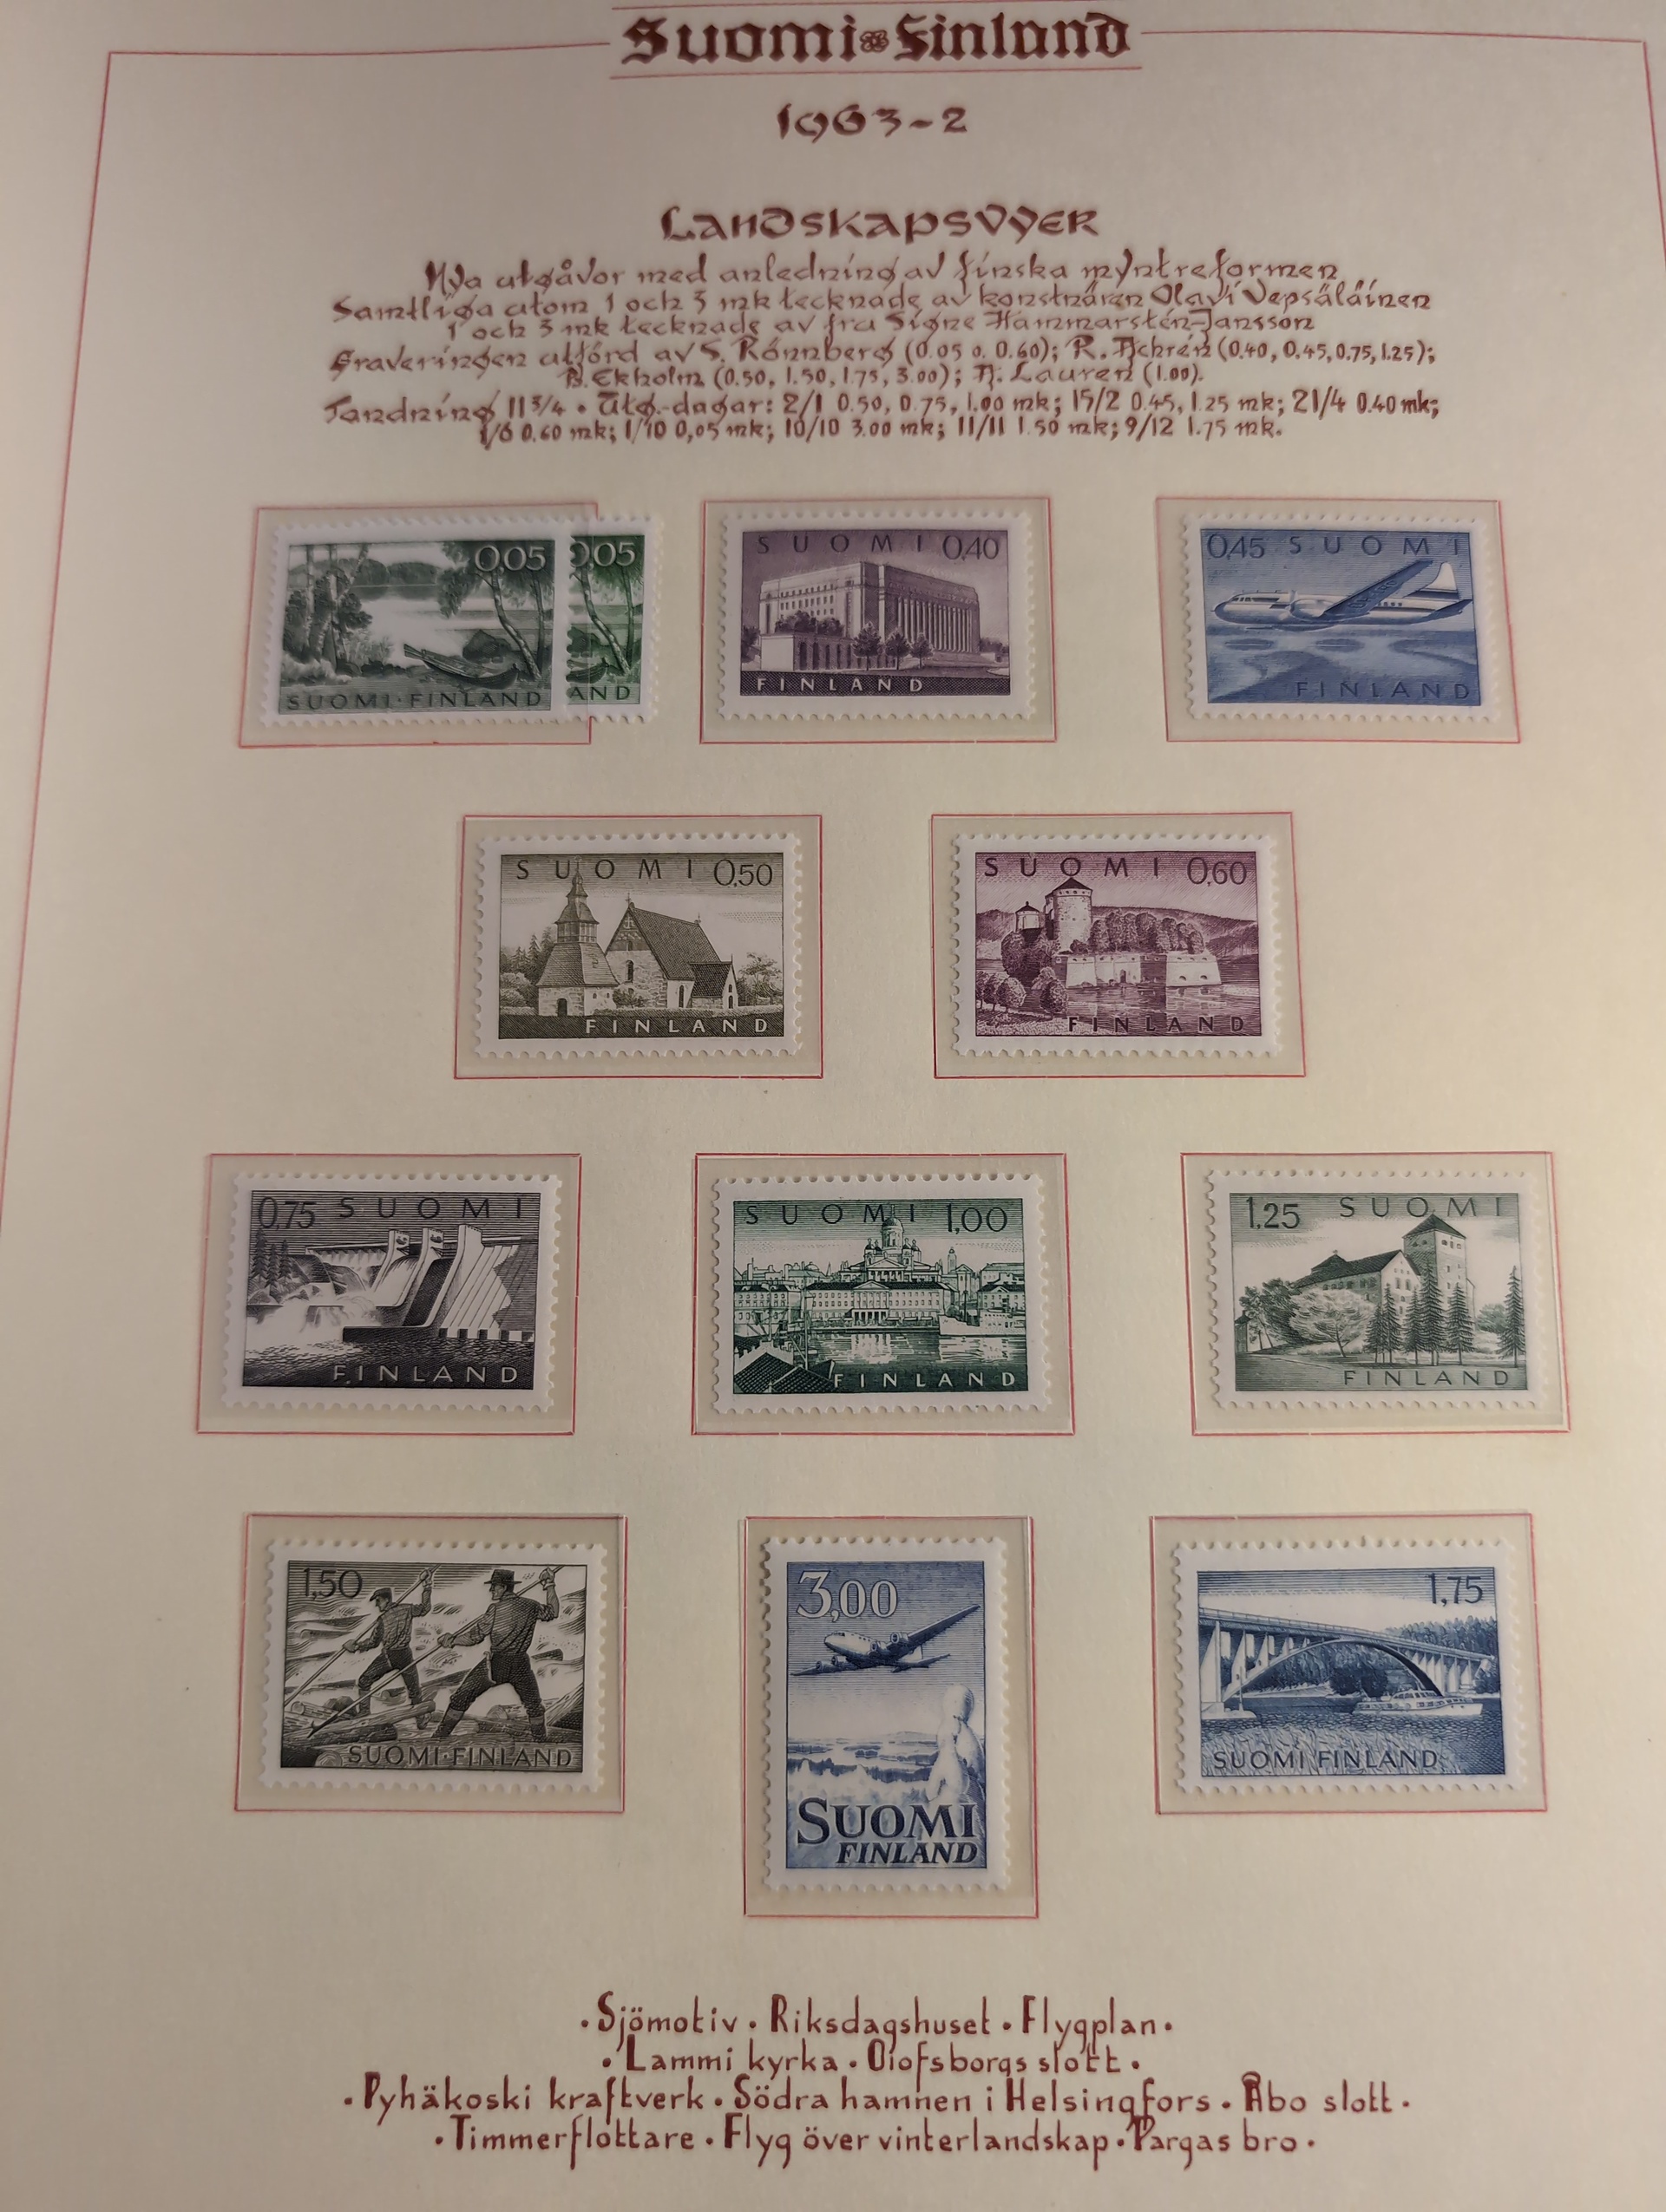 Suomi Finland
1963-2
Landskapsvyer
Nya utgåvor med anledning av finska myntreformen
Samtliga utom 1 och 3 mk tecknade av konstnären Olavi Vepsäläinen
1 och 3 mk tecknade av fru Signe Hammarstén-Jansson
Graveringen utförd av S. Rönnberg (0.05 o. 0.60); R. Achrén (0.40, 0.45, 0.75, 1.25);
B. Ekholm (0.50, 1.50, 1.75, 3.00); A. Laurén (1.00).
Tandning 11 3/4 • Utg.-dagar: 2/1 0.50, 0.75, 1.00 mk; 15/2 0.45, 1.25 mk; 21/4 0.40 mk;
1/6 0.60 mk; 1/10 0,05 mk; 10/10 3.00 mk; 11/11 1.50 mk; 9/12 1.75 mk.
0,05
SUOMI·FINLAND
0,05
AND
SUOMI 0,40
FINLAND
0,45 SUOMI
FINLAND
SUOMI 0,50
FINLAND
SUOMI 0,60
FINLAND
0,75 SUOMI
FINLAND
SUOMI 1,00
FINLAND
1,25 SUOMI
FINLAND
1,50
SUOMI·FINLAND
3,00
SUOMI
FINLAND
1,75
SUOMI FINLAND
• Sjömotiv • Riksdagshuset • Flygplan •
• Lammi kyrka • Olofsborgs slott •
• Pyhäkoski kraftverk • Södra hamnen i Helsingfors • Åbo slott •
• Timmerflottare • Flyg över vinterlandskap • Pargas bro •